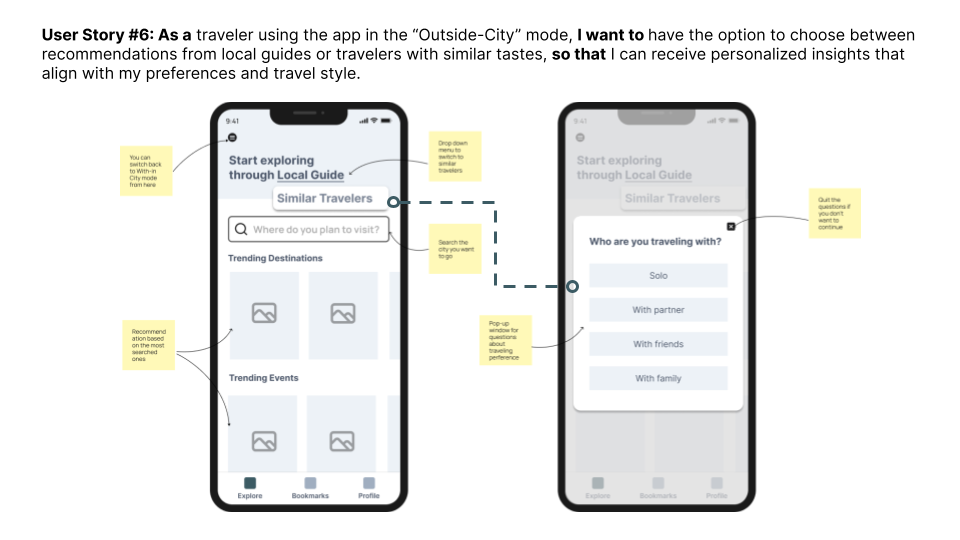 User Story #6: As a traveler using the app in the “Outside-City” mode, I want to have the option to choose between
recommendations from local guides or travelers with similar tastes, so that I can receive personalized insights that
align with my preferences and travel style.
9:41
Start exploring
through Local Guide
Similar Travelers
Where do you plan to visit?
Trending Destinations
Trending Events
Explore
Bookmarks
Profile
You can
switch back
to With-in
City mode
from here
Drop down
menu to
switch to
similar
travelers
Search the
city you want
to go
Recommend
ation based
on the most
searched
ones
9:41
Start exploring
through Local Guide
Similar Travelers
Who are you traveling with?
Solo
With partner
With friends
With family
Explore
Bookmarks
Profile
Pop-up
window for
questions
about
traveling
perference
Quit the
questions if
you don't
want to
continue